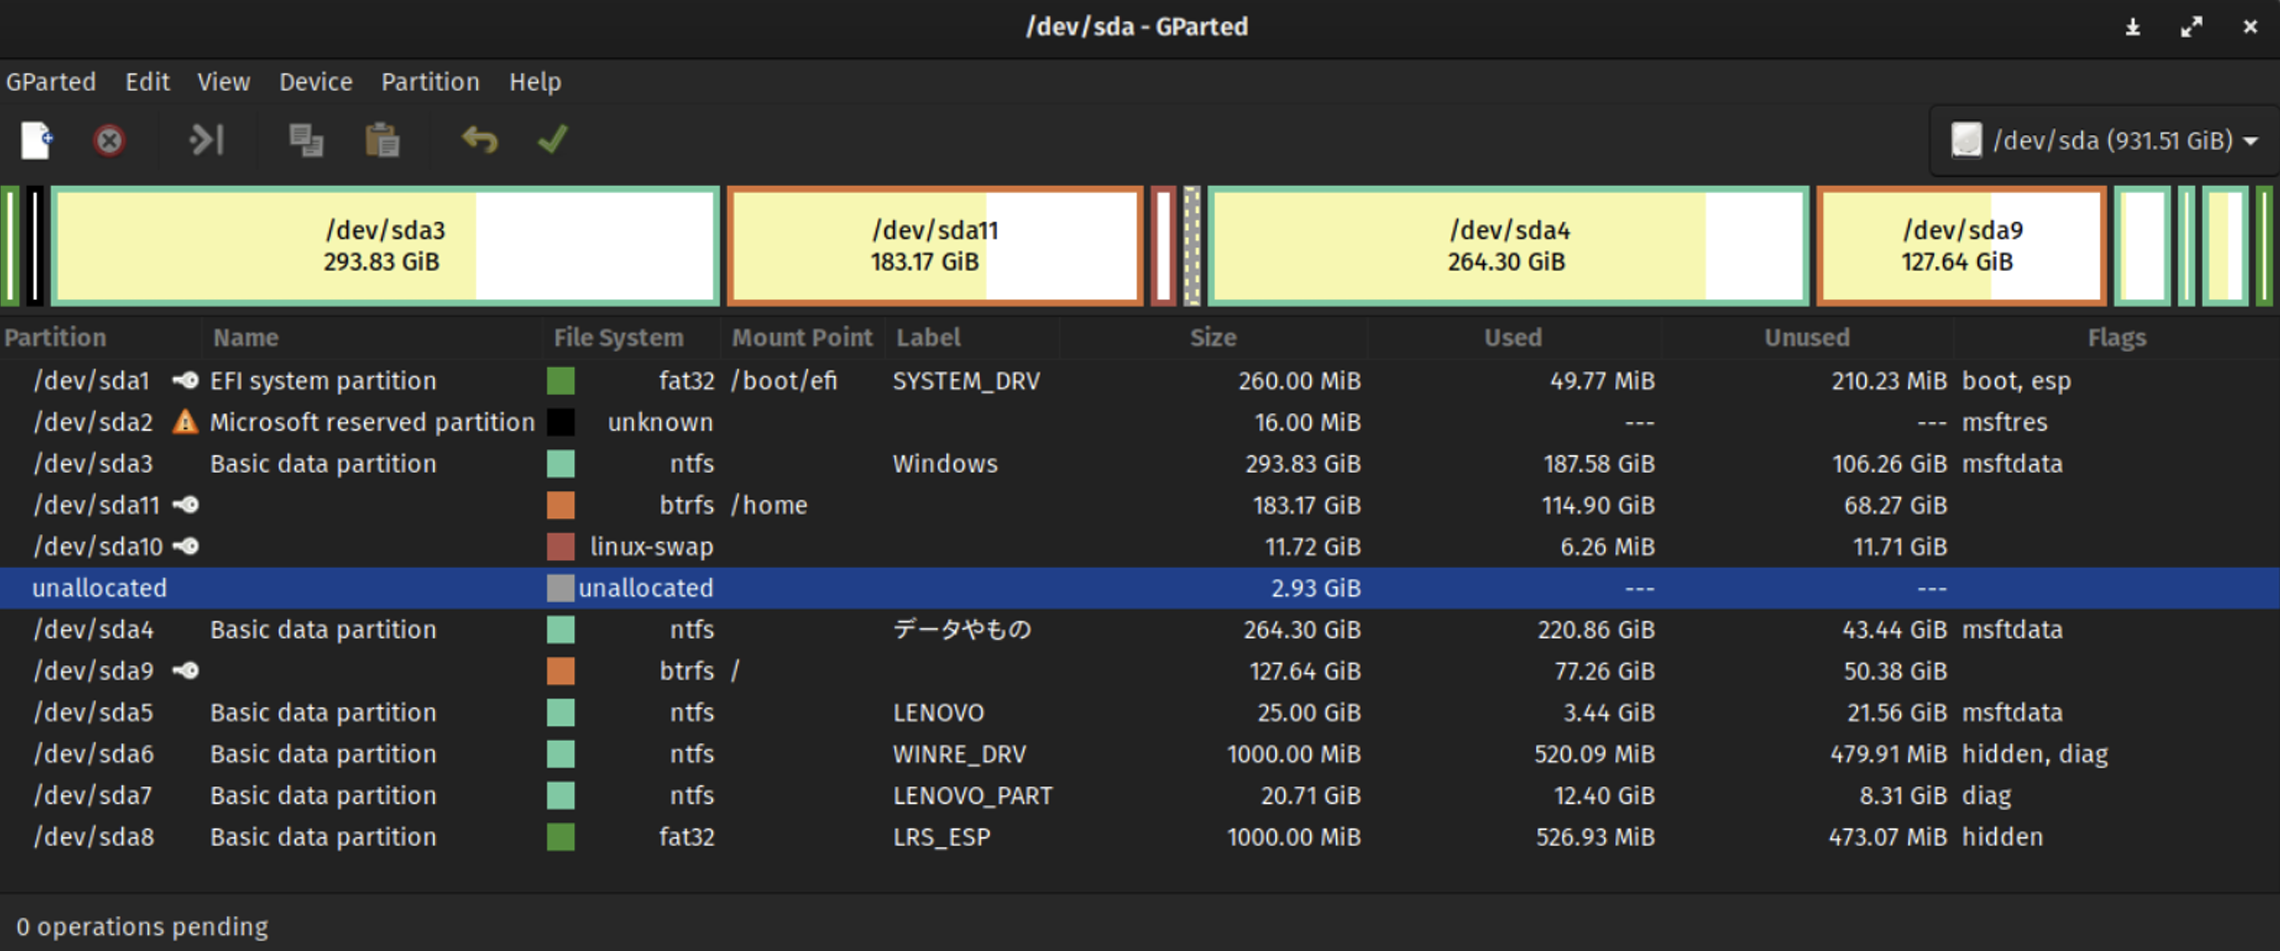 /dev/sda - GParted
GParted Edit View Device Partition Help
/dev/sda (931.51 GiB)
/dev/sda3
293.83 GiB
/dev/sda11
183.17 GiB
/dev/sda4
264.30 GiB
/dev/sda9
127.64 GiB
Partition Name File System Mount Point Label Size Used Unused Flags
/dev/sda1 EFI system partition fat32 /boot/efi SYSTEM_DRV 260.00 MiB 49.77 MiB 210.23 MiB boot, esp
/dev/sda2 Microsoft reserved partition unknown 16.00 MiB --- --- msftres
/dev/sda3 Basic data partition ntfs Windows 293.83 GiB 187.58 GiB 106.26 GiB msftdata
/dev/sda11 btrfs /home 183.17 GiB 114.90 GiB 68.27 GiB
/dev/sda10 linux-swap 11.72 GiB 6.26 MiB 11.71 GiB
unallocated unallocated 2.93 GiB --- ---
/dev/sda4 Basic data partition ntfs データやもの 264.30 GiB 220.86 GiB 43.44 GiB msftdata
/dev/sda9 btrfs / 127.64 GiB 77.26 GiB 50.38 GiB
/dev/sda5 Basic data partition ntfs LENOVO 25.00 GiB 3.44 GiB 21.56 GiB msftdata
/dev/sda6 Basic data partition ntfs WINRE_DRV 1000.00 MiB 520.09 MiB 479.91 MiB hidden, diag
/dev/sda7 Basic data partition ntfs LENOVO_PART 20.71 GiB 12.40 GiB 8.31 GiB diag
/dev/sda8 Basic data partition fat32 LRS_ESP 1000.00 MiB 526.93 MiB 473.07 MiB hidden
0 operations pending